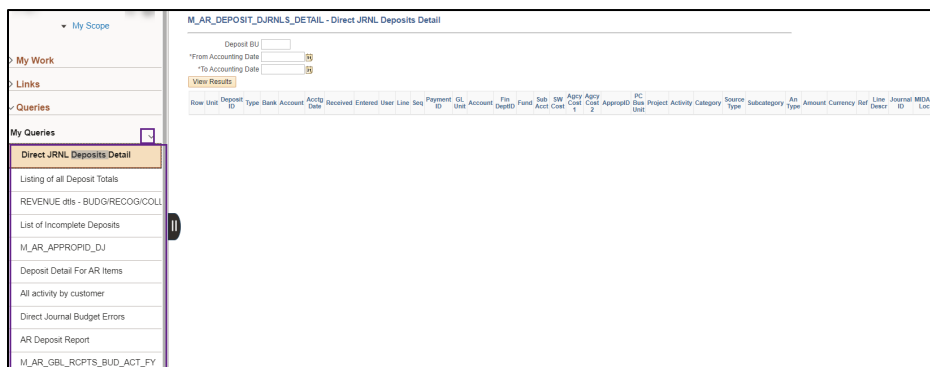 My Scope
My Work
Links
Queries
My Queries
Direct JRNL Deposits Detail
Listing of all Deposit Totals
REVENUE dtls - BUDG/RECOG/COLL
List of Incomplete Deposits
M_AR_APPROPID_DJ
Deposit Detail For AR Items
All activity by customer
Direct Journal Budget Errors
AR Deposit Report
M_AR_GBL_RCPTS_BUD_ACT_FY
M_AR_DEPOSIT_DJRNLS_DETAIL - Direct JRNL Deposits Detail
Deposit BU
*From Accounting Date
*To Accounting Date
View Results
Row Unit Deposit ID Type Bank Account Acctg Date Received Entered User Line Seq Payment ID GL Unit Account Fin DeptID Fund Sub Acct SW Cost Agcy Cost 1 Agcy Cost 2 AppropID PC Bus Unit Project Activity Category Source Type Subcategory An Type Amount Currency Ref Line Descr Journal ID MIDA Loc